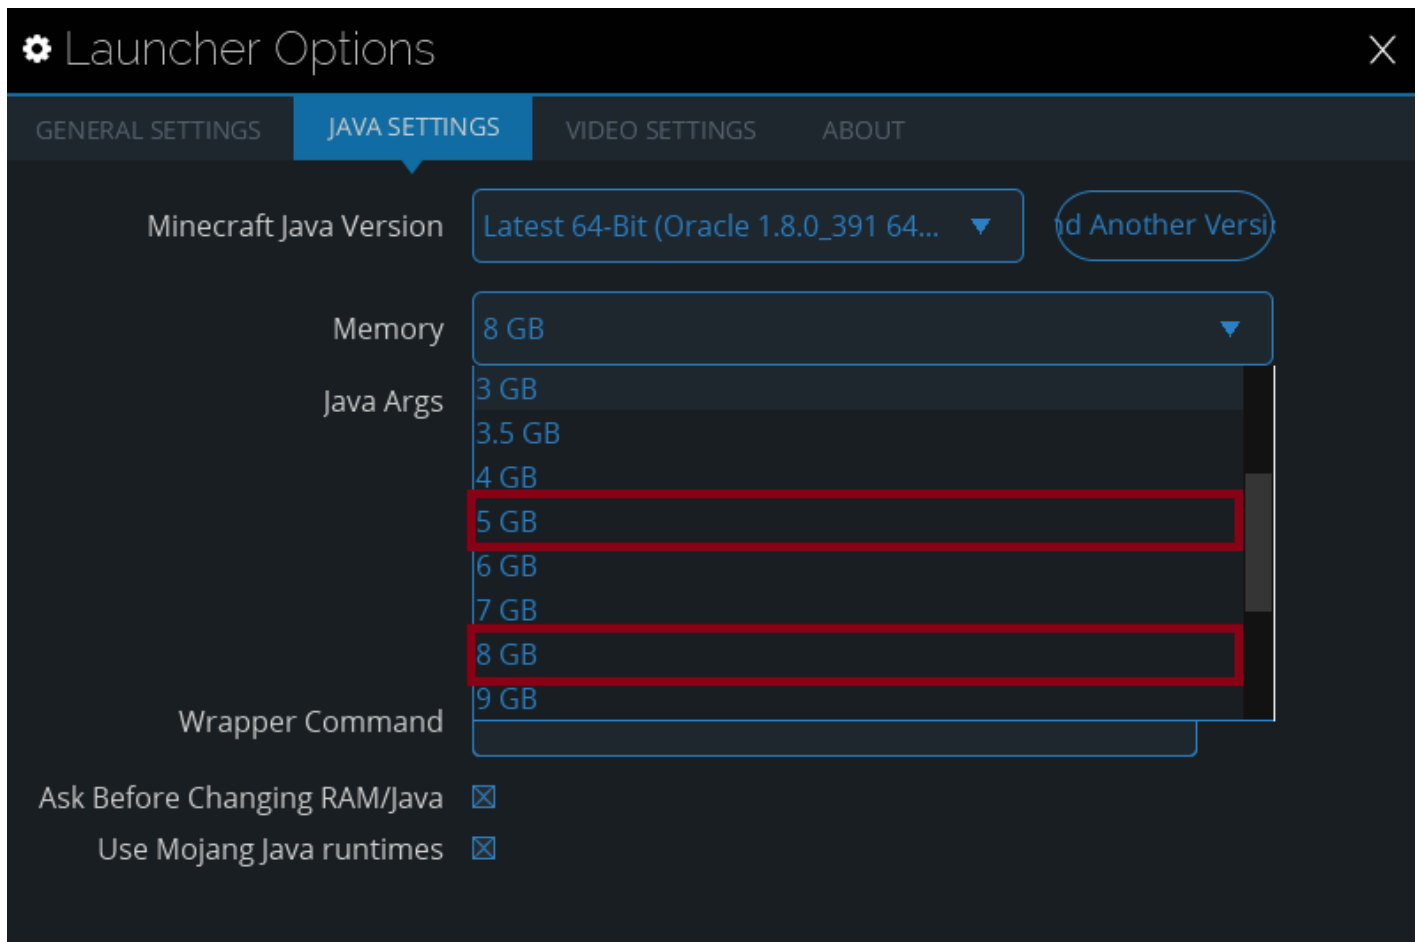 Launcher Options
GENERAL SETTINGS JAVA SETTINGS VIDEO SETTINGS ABOUT
Minecraft Java Version Latest 64-Bit (Oracle 1.8.0_391 64... Another
Memory 8 GB
3 GB
Java Args
3.5 GB
4 GB
5 GB
6 GB
7 GB
8 GB
9 GB
Wrapper Command
Ask Before Changing RAM/Java
Use Mojang Java runtimes